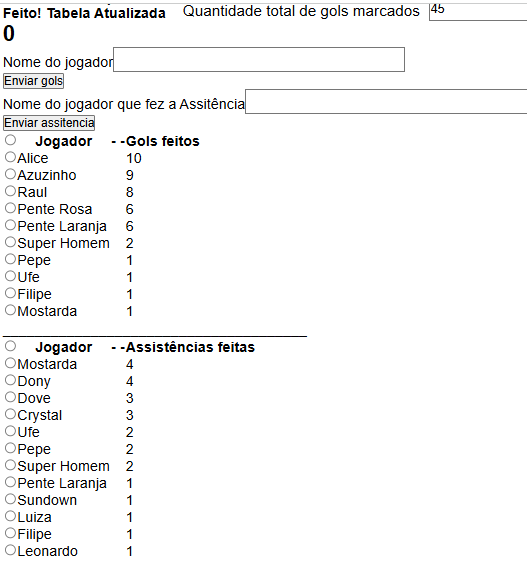 Feito! Tabela Atualizada Quantidade total de gols marcados 45
0
Nome do jogador
Enviar gols
Nome do jogador que fez a Assitência
Enviar assitencia
Jogador - -Gols feitos
Alice 10
Azuzinho 9
Raul 8
Pente Rosa 6
Pente Laranja 6
Super Homem 2
Pepe 1
Ufe 1
Filipe 1
Mostarda 1
Jogador - -Assistências feitas
Mostarda 4
Dony 4
Dove 3
Crystal 3
Ufe 2
Pepe 2
Super Homem 2
Pente Laranja 1
Sundown 1
Luiza 1
Filipe 1
Leonardo 1